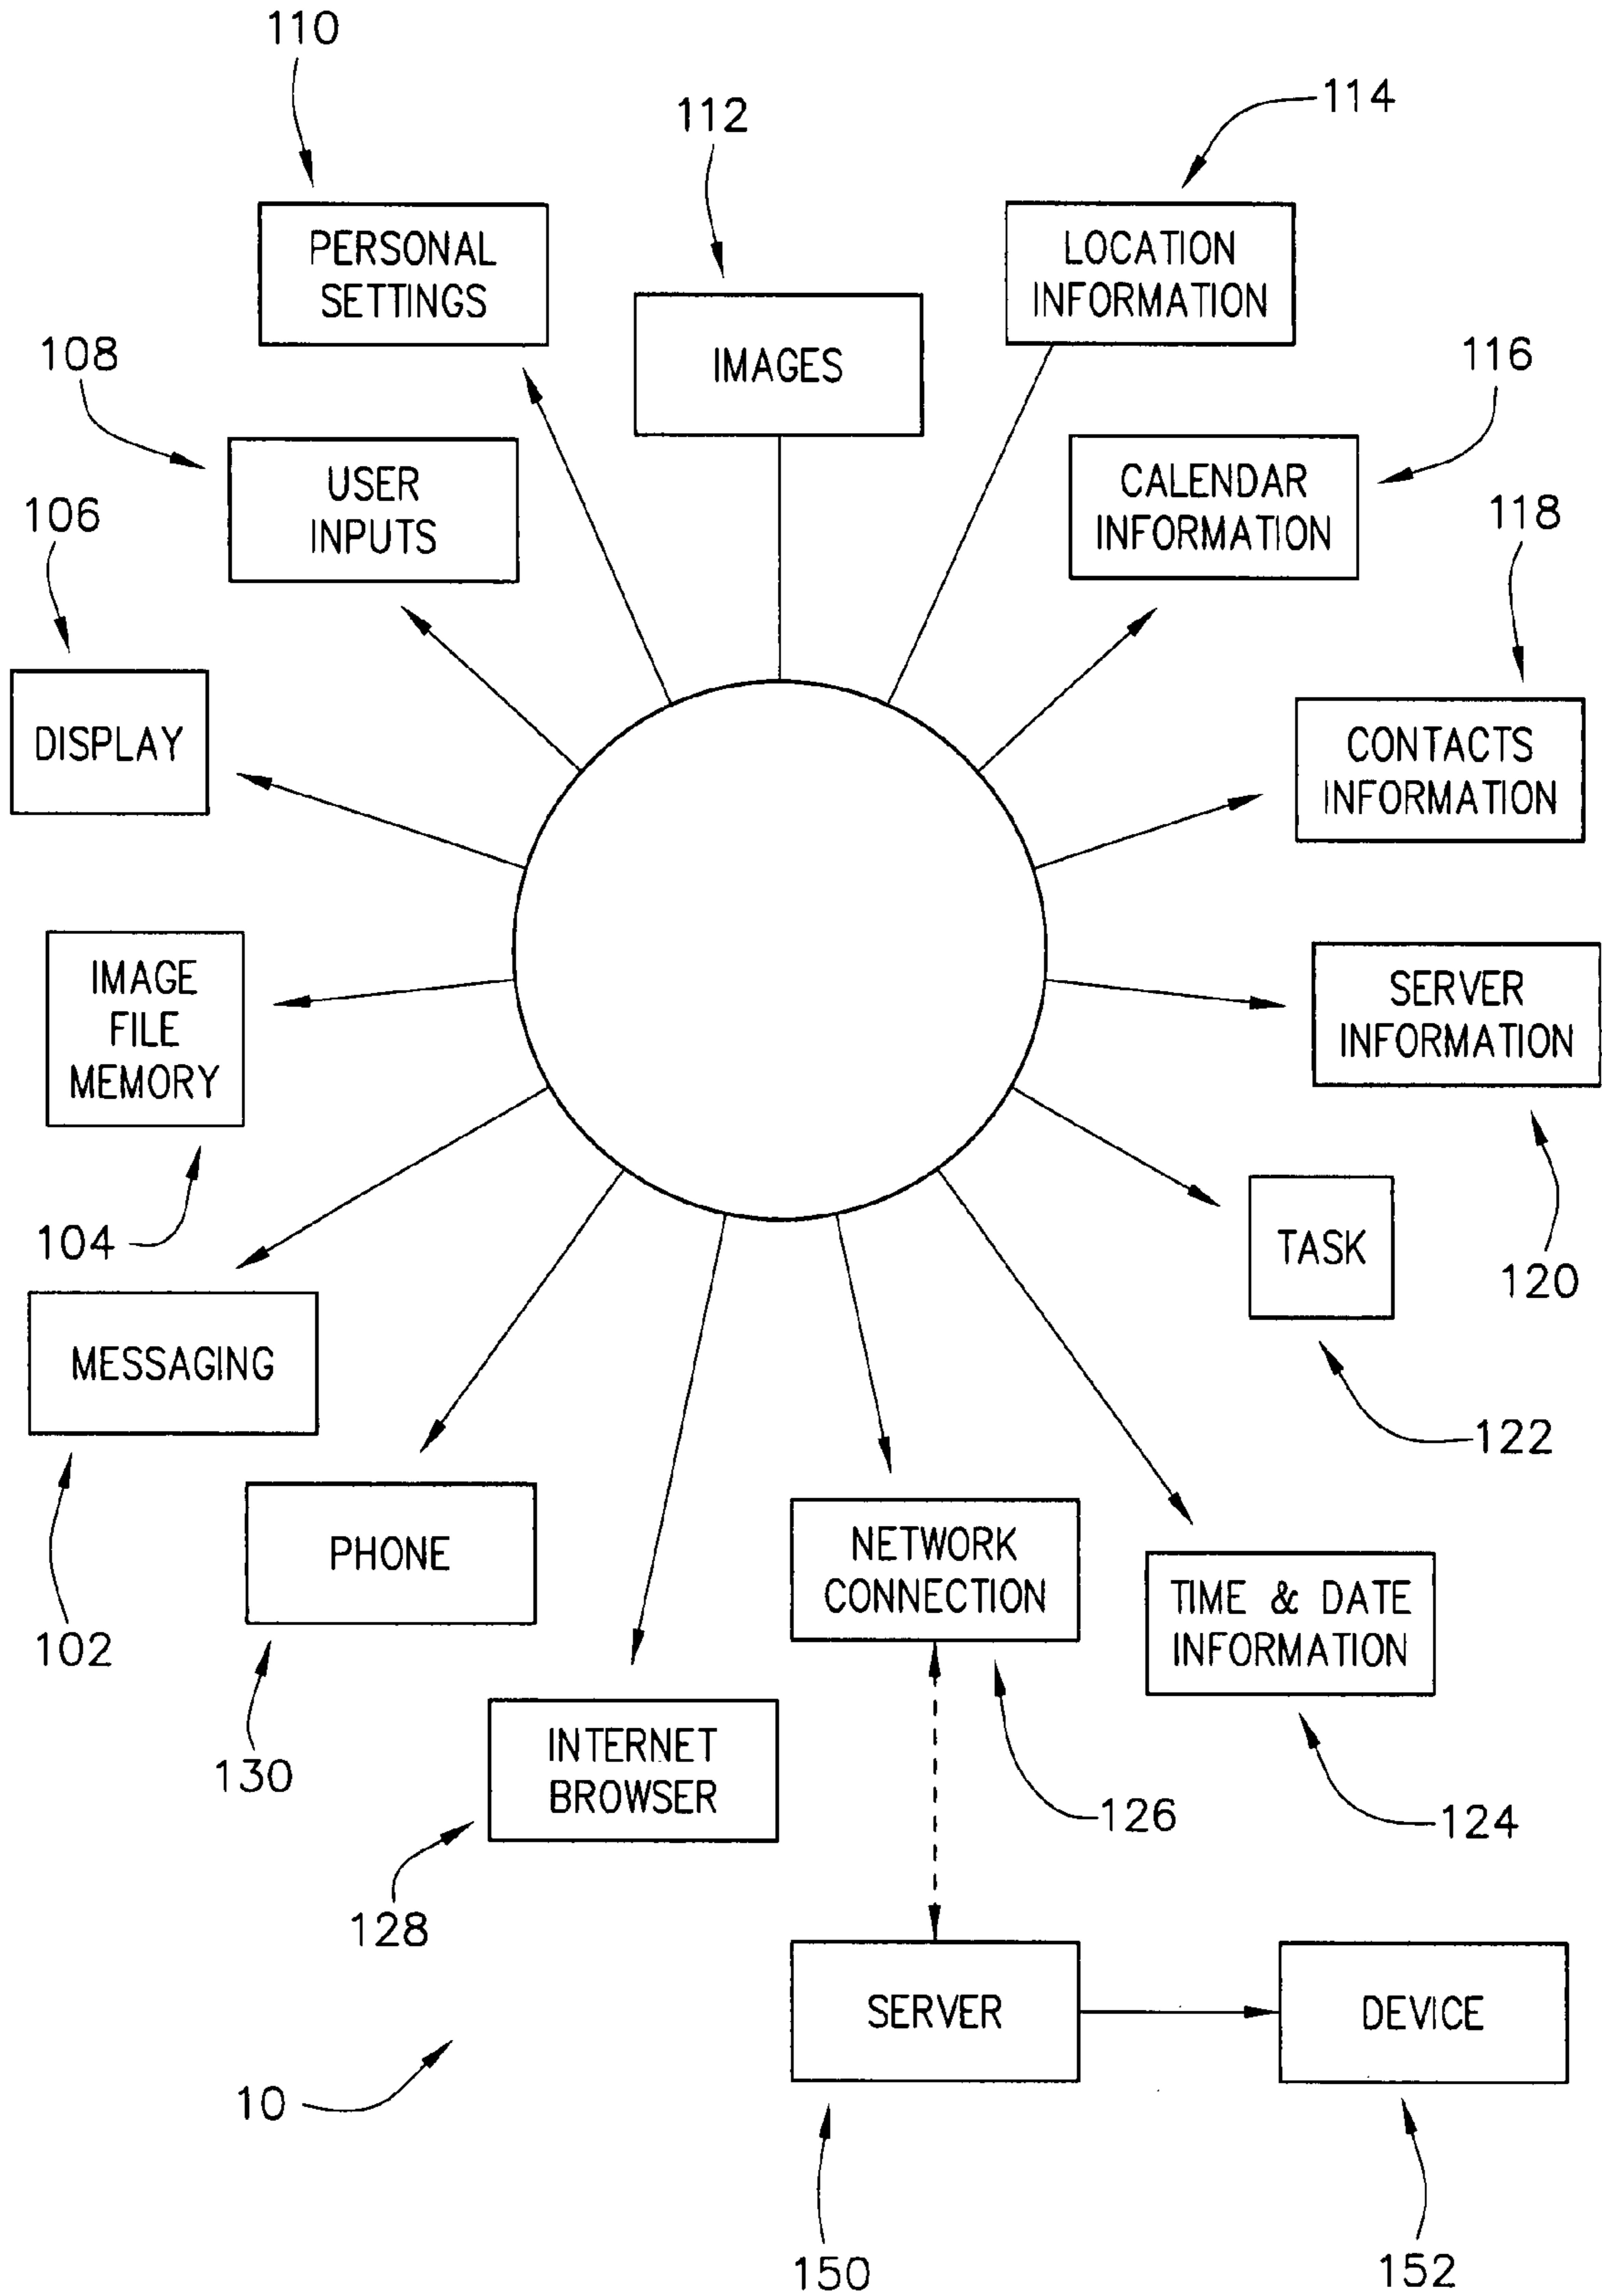 110
112
114
PERSONAL
SETTINGS
LOCATION
INFORMATION
IMAGES
108
116
USER
INPUTS
CALENDAR
INFORMATION
106
118
DISPLAY
CONTACTS
INFORMATION
IMAGE
FILE
MEMORY
SERVER
INFORMATION
104
TASK
120
MESSAGING
122
PHONE
NETWORK
CONNECTION
TIME & DATE
INFORMATION
102
130
INTERNET
BROWSER
126
124
128
SERVER
DEVICE
10
150
152